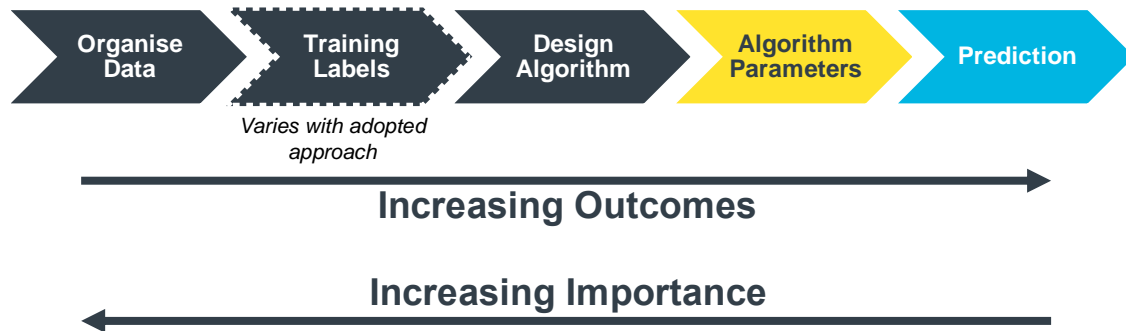 Organise
Data
Training
Labels
Design
Algorithm
Algorithm
Parameters
Prediction
Varies with adopted
approach
Increasing Outcomes
Increasing Importance